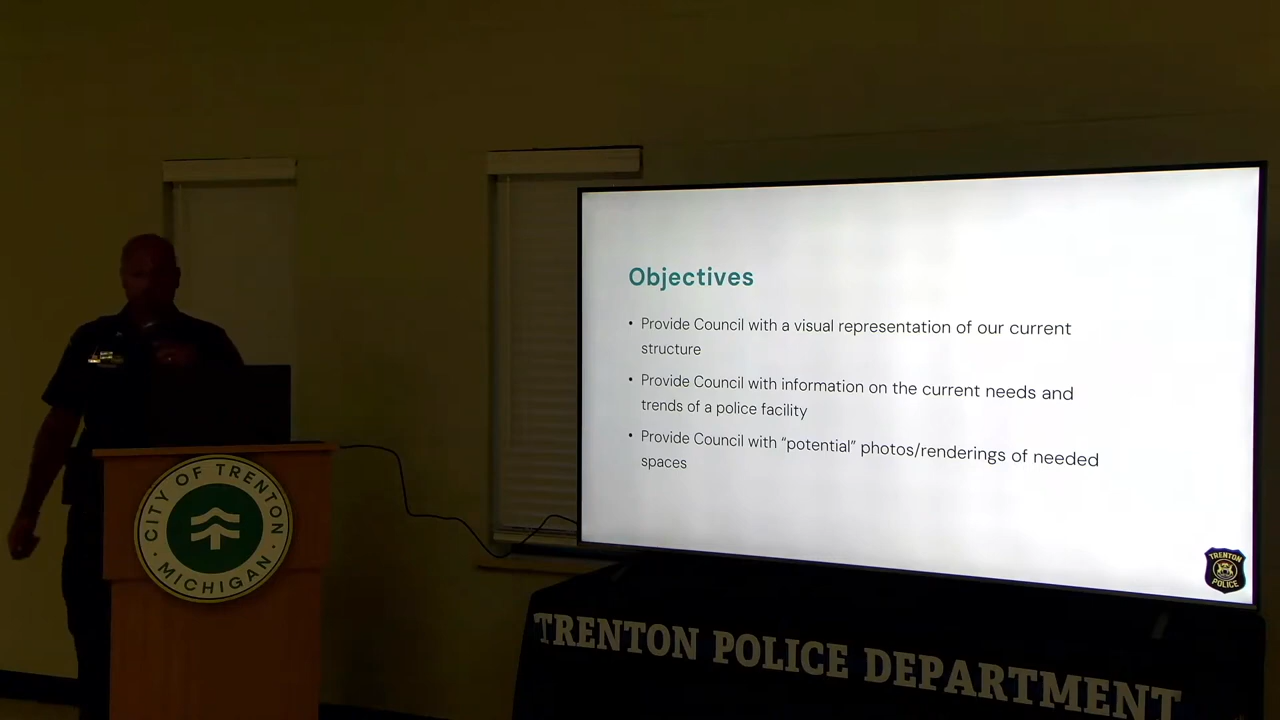 Objectives
• Provide Council with a visual representation of our current
structure
• Provide Council with information on the current needs and
trends of a police facility
• Provide Council with “potential” photos/renderings of needed
spaces
TRENTON
POLICE
CITY OF TRENTON
• MICHIGAN •
TRENTON POLICE DEPARTMENT